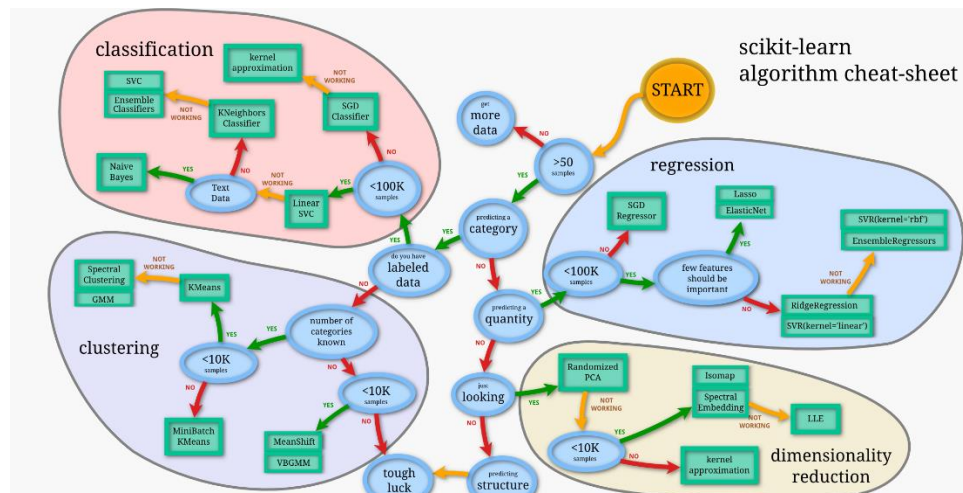 scikit-learn
algorithm cheat-sheet
START
get
more
data
NO
>50
samples
YES
predicting a
category
YES
NO
do you have
labeled
data
YES
NO
predicting a
quantity
YES
NO
just
looking
YES
NO
predicting
structure
tough
luck
classification
kernel
approximation
NOT
WORKING
SVC
Ensemble
Classifiers
NOT
WORKING
KNeighbors
Classifier
SGD
Classifier
NO
NO
YES
Naive
Bayes
Text
Data
NOT
WORKING
Linear
SVC
YES
<100K
samples
regression
SGD
Regressor
NO
<100K
samples
YES
Lasso
ElasticNet
YES
few features
should be
important
NO
SVR(kernel='rbf')
EnsembleRegressors
NOT
WORKING
RidgeRegression
SVR(kernel='linear')
clustering
Spectral
Clustering
GMM
NOT
WORKING
KMeans
YES
<10K
samples
YES
NO
number of
categories
known
NO
MiniBatch
KMeans
<10K
samples
YES
NO
MeanShift
VBGMM
dimensionality
reduction
Randomized
PCA
NOT
WORKING
<10K
samples
YES
NO
Isomap
Spectral
Embedding
NOT
WORKING
LLE
kernel
approximation